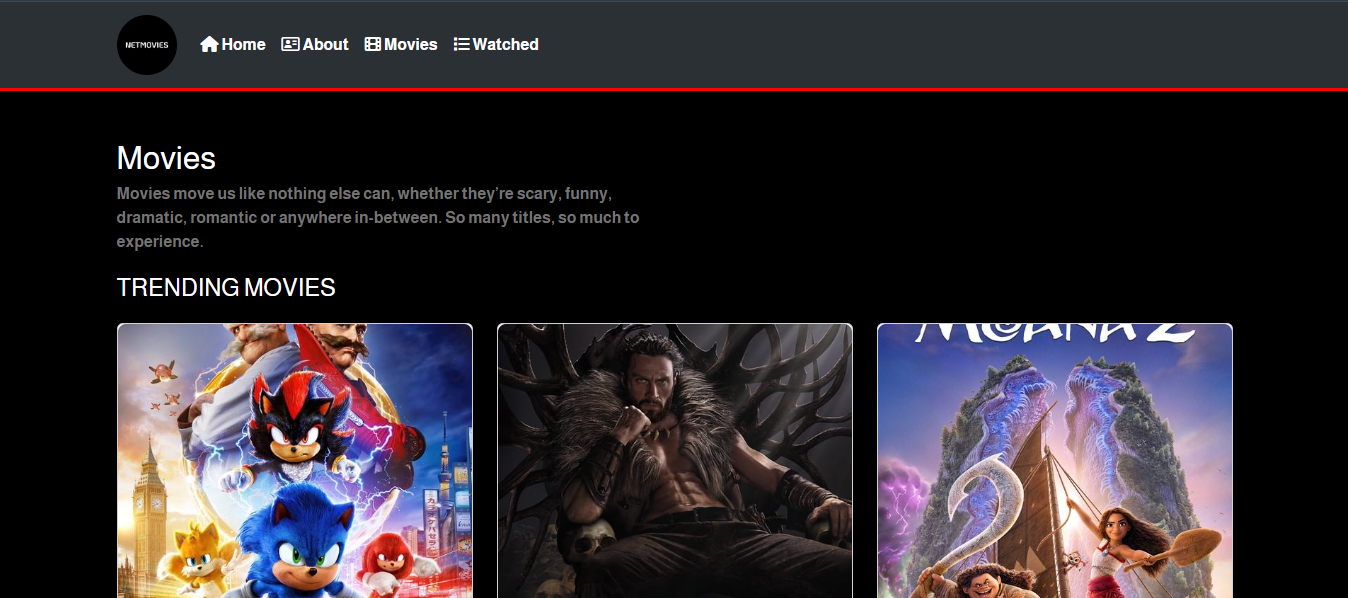 NETMOVIES
Home
About
Movies
Watched
Movies
Movies move us like nothing else can, whether they're scary, funny,
dramatic, romantic or anywhere in-between. So many titles, so much to
experience.
TRENDING MOVIES
MOANA 2